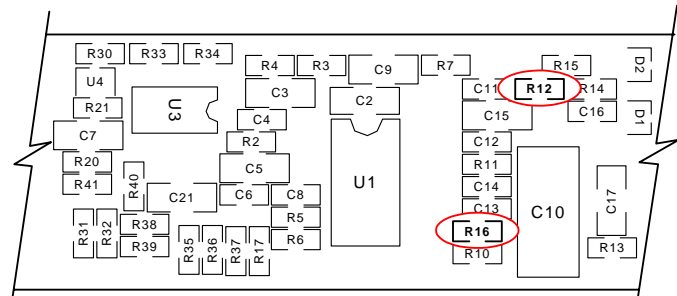 R30 R33 R34 R4 R3 C9 R7 R15 D2
U4 C3 C11 R12 R14
R21 U3 C2 C15 C16 D1
C7 C4
R2 C12
R20 C5 R11
R41 R40 U1 C14
C21 C6 C8 C13 C10 C17
R31 R32 R38 R5 R16
R39 R35 R36 R37 R17 R6 R10 R13